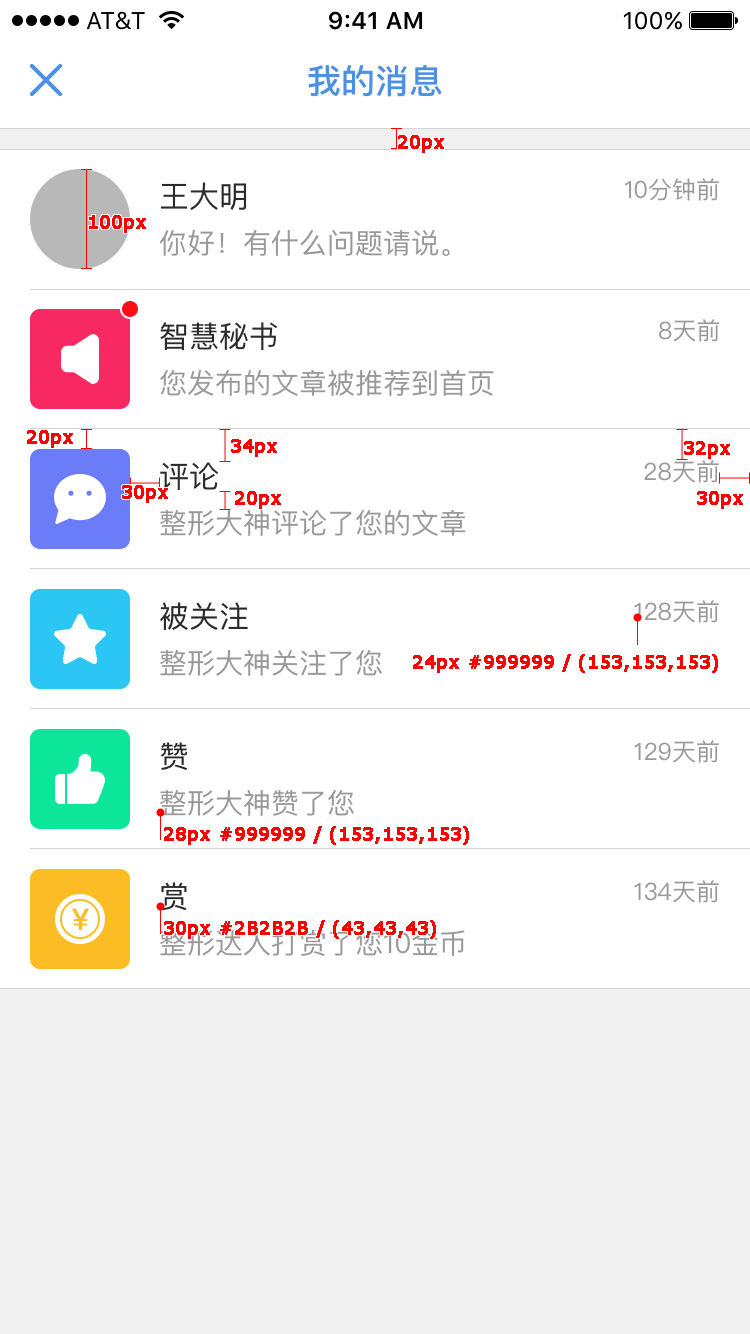 AT&T 9:41 AM 100%
我的消息
20px
王大明 10分钟前
100px
你好！有什么问题请说。
智慧秘书 8天前
您发布的文章被推荐到首页
20px 34px 32px
评论 28天前
30px 20px 30px
整形大神评论了您的文章
被关注 128天前
整形大神关注了您 24px #999999 / (153,153,153)
赞 129天前
整形大神赞了您
28px #999999 / (153,153,153)
赏 134天前
30px #2B2B2B / (43,43,43)
整形达人打赏了您10金币
¥